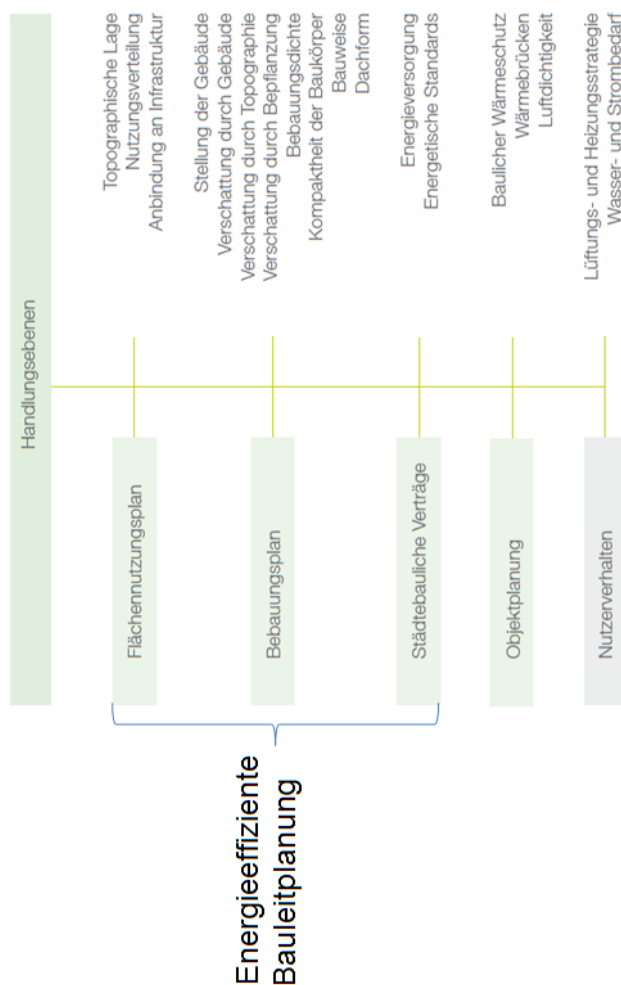 Handlungsebenen
Energieeffiziente
Bauleitplanung
Flächennutzungsplan
Topographische Lage
Nutzungsverteilung
Anbindung an Infrastruktur
Bebauungsplan
Stellung der Gebäude
Verschattung durch Gebäude
Verschattung durch Topographie
Verschattung durch Bepflanzung
Bebauungsdichte
Kompaktheit der Baukörper
Bauweise
Dachform
Städtebauliche Verträge
Energieversorgung
Energetische Standards
Objektplanung
Baulicher Wärmeschutz
Wärmebrücken
Luftdichtigkeit
Nutzerverhalten
Lüftungs- und Heizungsstrategie
Wasser- und Strombedarf